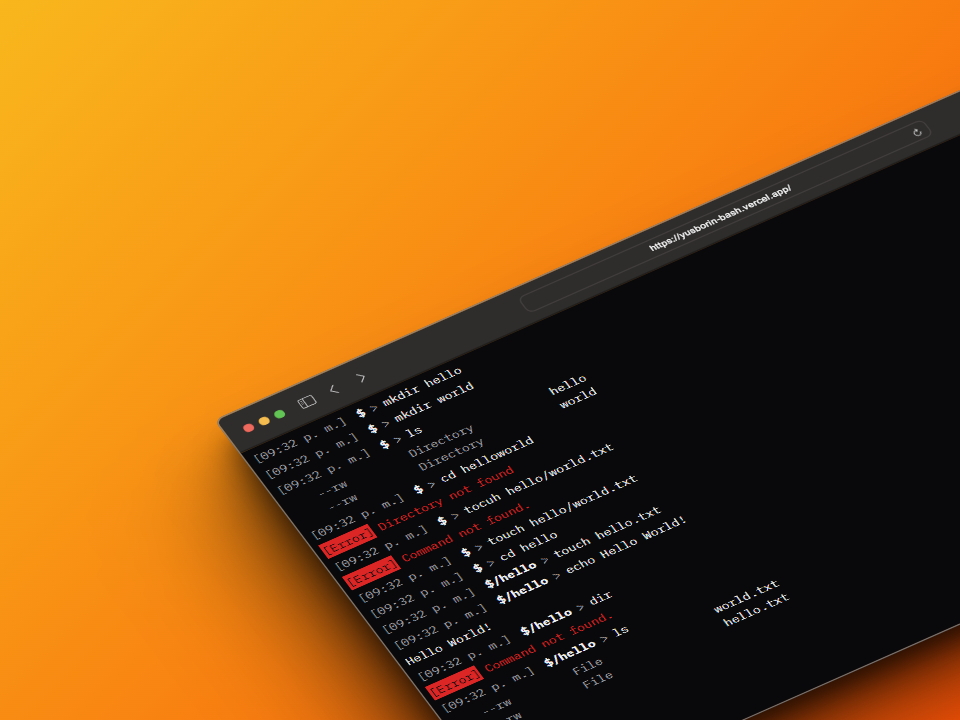 https://yusborin-bash.vercel.app/
[09:32 p. m.] $ > mkdir hello
[09:32 p. m.] $ > mkdir world
[09:32 p. m.] $ > ls
--rw Directory hello
--rw Directory world
[09:32 p. m.] $ > cd helloworld
[Error] Directory not found
[09:32 p. m.] $ > tocuh hello/world.txt
[Error] Command not found.
[09:32 p. m.] $ > touch hello/world.txt
[09:32 p. m.] $ > cd hello
[09:32 p. m.] $/hello > touch hello.txt
[09:32 p. m.] $/hello > echo Hello World!
Hello World!
[09:32 p. m.] $/hello > dir
[Error] Command not found.
[09:32 p. m.] $/hello > ls
--rw File world.txt
--rw File hello.txt